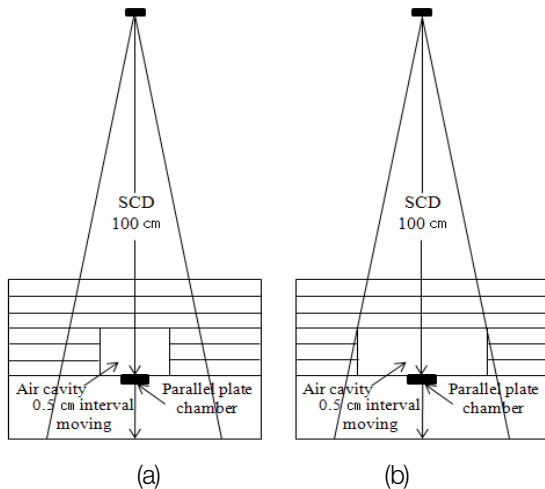 SCD
100 cm
Air cavity
0.5 cm interval
moving
Parallel plate
chamber
(a)
SCD
100 cm
Air cavity
0.5 cm interval
moving
Parallel plate
chamber
(b)